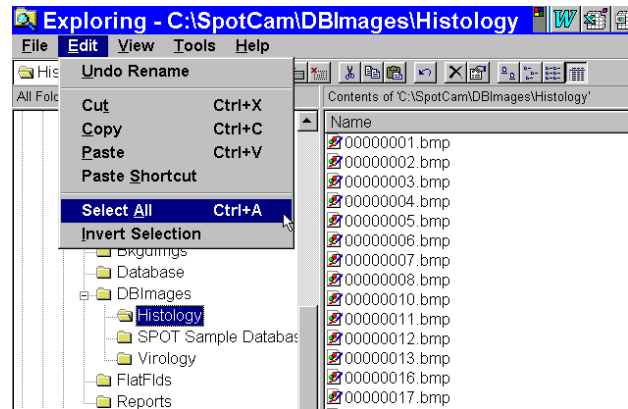 Exploring - C:\SpotCam\DBImages\Histology
File Edit View Tools Help
His
Undo Rename
All Fold
Contents of 'C:\SpotCam\DBImages\Histology'
Cut Ctrl+X
Copy Ctrl+C
Paste Ctrl+V
Paste Shortcut
Select All Ctrl+A
Invert Selection
Bkgdimgs
Database
DBImages
Histology
SPOT Sample Databas
Virology
FlatFlds
Reports
Name
00000001.bmp
00000002.bmp
00000003.bmp
00000004.bmp
00000005.bmp
00000006.bmp
00000007.bmp
00000008.bmp
00000010.bmp
00000011.bmp
00000012.bmp
00000013.bmp
00000016.bmp
00000017.bmp